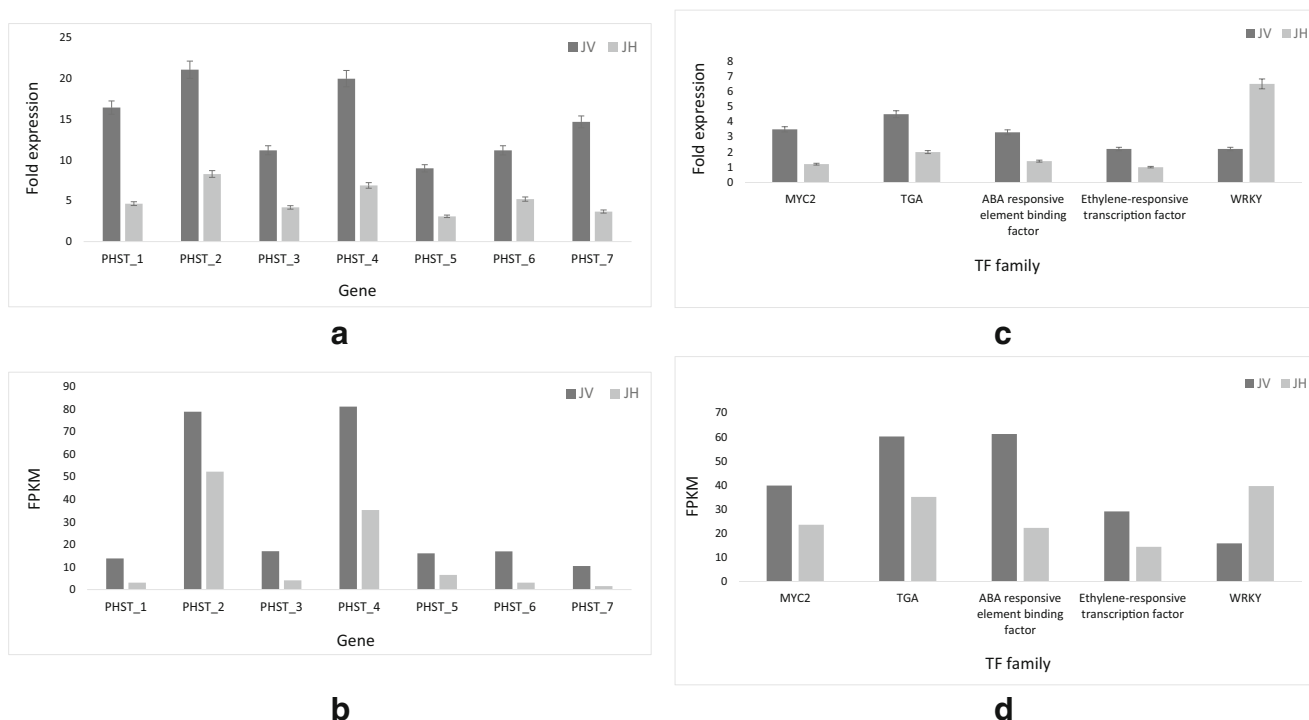 JV JH
Fold expression
25
20
15
10
5
0
PHST_1 PHST_2 PHST_3 PHST_4 PHST_5 PHST_6 PHST_7
Gene
a
JV JH
FPKM
90
80
70
60
50
40
30
20
10
0
PHST_1 PHST_2 PHST_3 PHST_4 PHST_5 PHST_6 PHST_7
Gene
b
JV JH
Fold expression
8
7
6
5
4
3
2
1
0
MYC2 TGA ABA responsive Ethylene-responsive WRKY
element binding transcription factor
factor
TF family
c
JV JH
FPKM
70
60
50
40
30
20
10
0
MYC2 TGA ABA responsive Ethylene-responsive WRKY
element binding transcription factor
factor
TF family
d